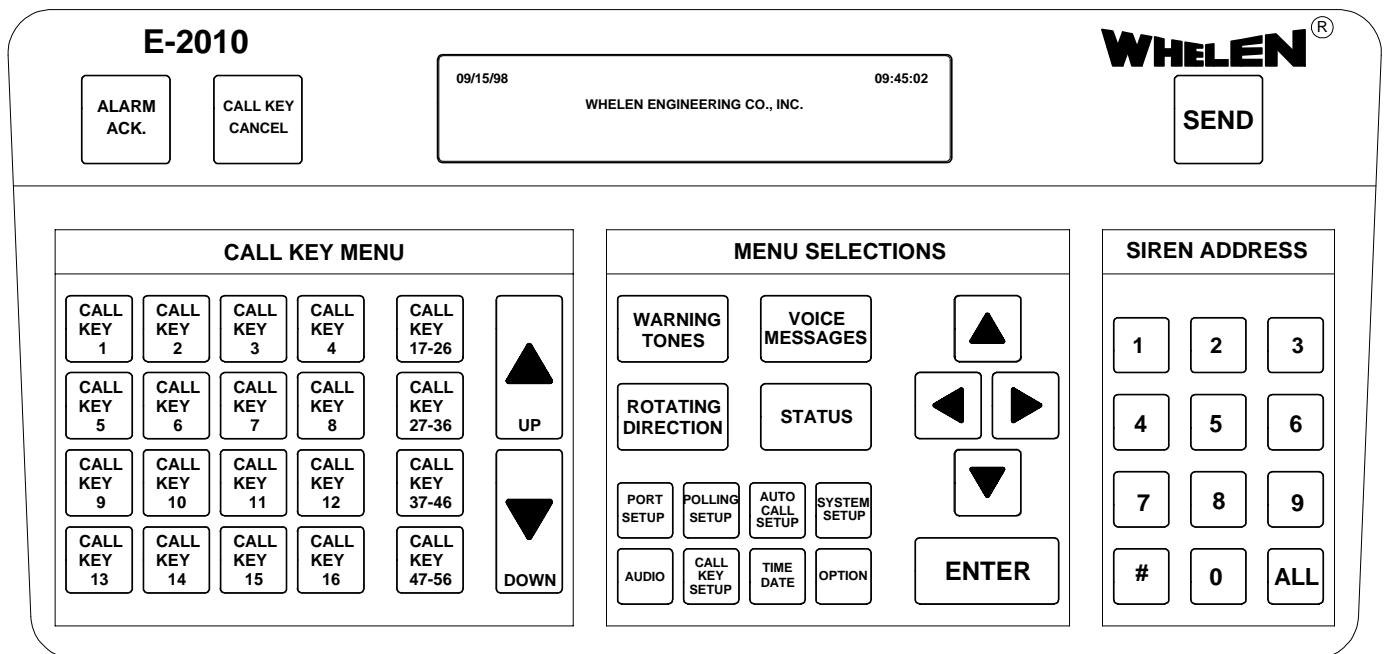 E-2010
WHELEN®
ALARM
ACK.
CALL KEY
CANCEL
09/15/98 09:45:02
WHELEN ENGINEERING CO., INC.
SEND
CALL KEY MENU
CALL
KEY
1
CALL
KEY
2
CALL
KEY
3
CALL
KEY
4
CALL
KEY
17-26
CALL
KEY
5
CALL
KEY
6
CALL
KEY
7
CALL
KEY
8
CALL
KEY
27-36
UP
CALL
KEY
9
CALL
KEY
10
CALL
KEY
11
CALL
KEY
12
CALL
KEY
37-46
CALL
KEY
13
CALL
KEY
14
CALL
KEY
15
CALL
KEY
16
CALL
KEY
47-56
DOWN
MENU SELECTIONS
WARNING
TONES
VOICE
MESSAGES
ROTATING
DIRECTION
STATUS
PORT
SETUP
POLLING
SETUP
AUTO
CALL
SETUP
SYSTEM
SETUP
AUDIO
CALL
KEY
SETUP
TIME
DATE
OPTION
ENTER
SIREN ADDRESS
1 2 3
4 5 6
7 8 9
# 0 ALL